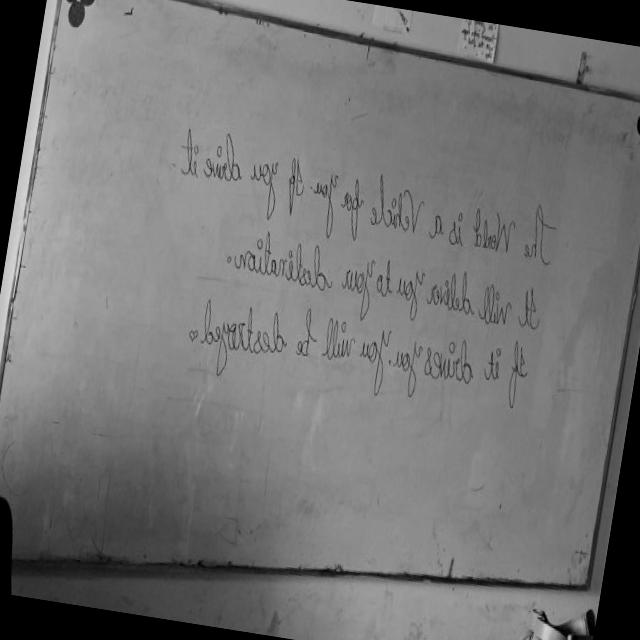 The Habit is a Vehicle for you If you drive it
It will deliver you to your destination.
If it drives you, you will be destroyed.